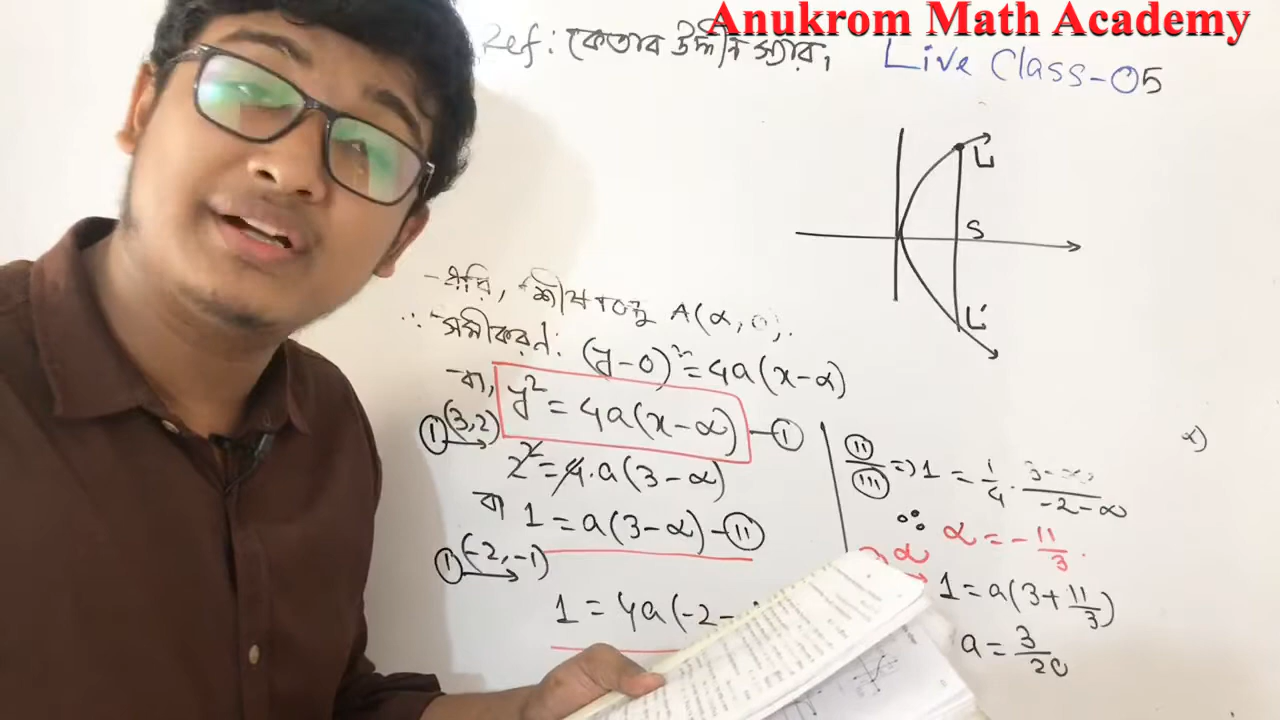 Anukrom Math Academy
Ref: কেতাব উদ্দীন স্যার, Live Class-05
L
S
L'
ধরি, শীর্ষবিন্দু A(α, 0).
∴ সমীকরণ: (y-0)²=4a(x-α)
বা, y² = 4a(x-α) —(i)
(i) (3,2)→
2²=4.a(3-α)
বা 1 = a(3-α) —(ii)
(i) (-2,-1)→
1 = 4a(-2-
(ii)/(iii) => 1 = 1/4 . 3-α/-2-α
∴ α = -11/3.
α
1=a(3+11/3)
a=3/20